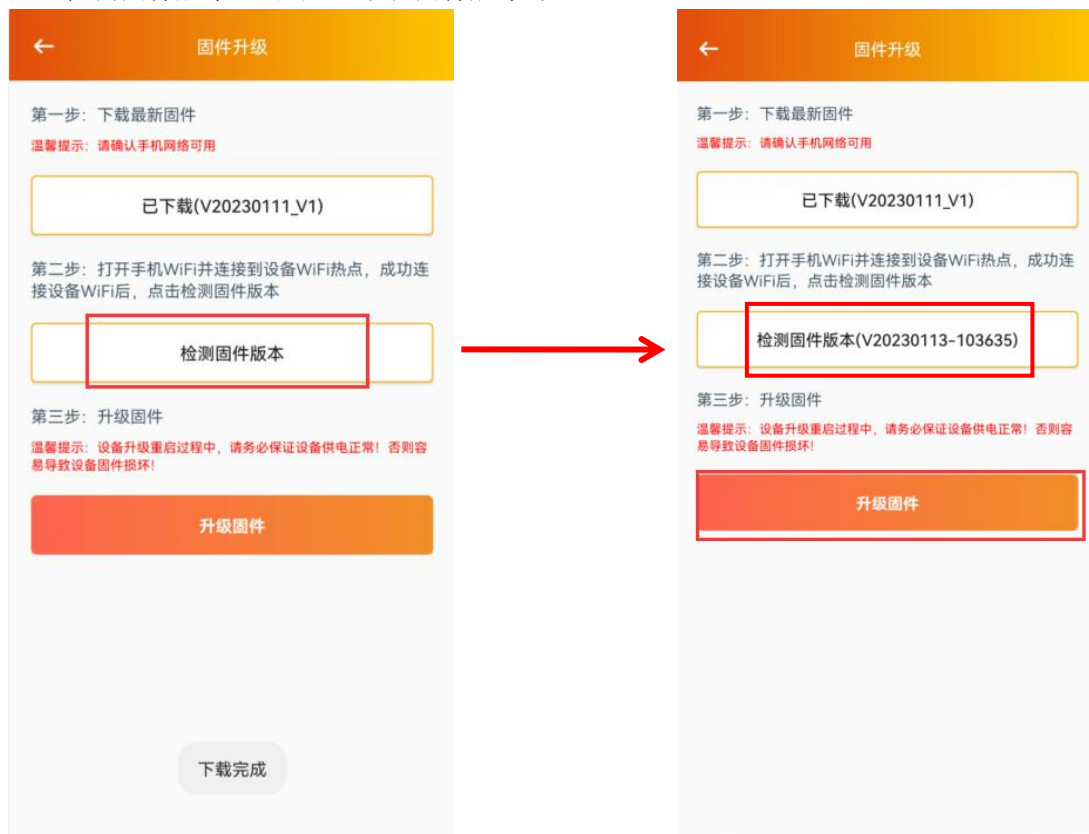 固件升级
第一步：下载最新固件
温馨提示：请确认手机网络可用
已下载(V20230111_V1)
第二步：打开手机WiFi并连接到设备WiFi热点，成功连
接设备WiFi后，点击检测固件版本
检测固件版本
第三步：升级固件
温馨提示：设备升级重启过程中，请务必保证设备供电正常！否则容
易导致设备固件损坏！
升级固件
下载完成
固件升级
第一步：下载最新固件
温馨提示：请确认手机网络可用
已下载(V20230111_V1)
第二步：打开手机WiFi并连接到设备WiFi热点，成功连
接设备WiFi后，点击检测固件版本
检测固件版本(V20230113-103635)
第三步：升级固件
温馨提示：设备升级重启过程中，请务必保证设备供电正常！否则容
易导致设备固件损坏！
升级固件